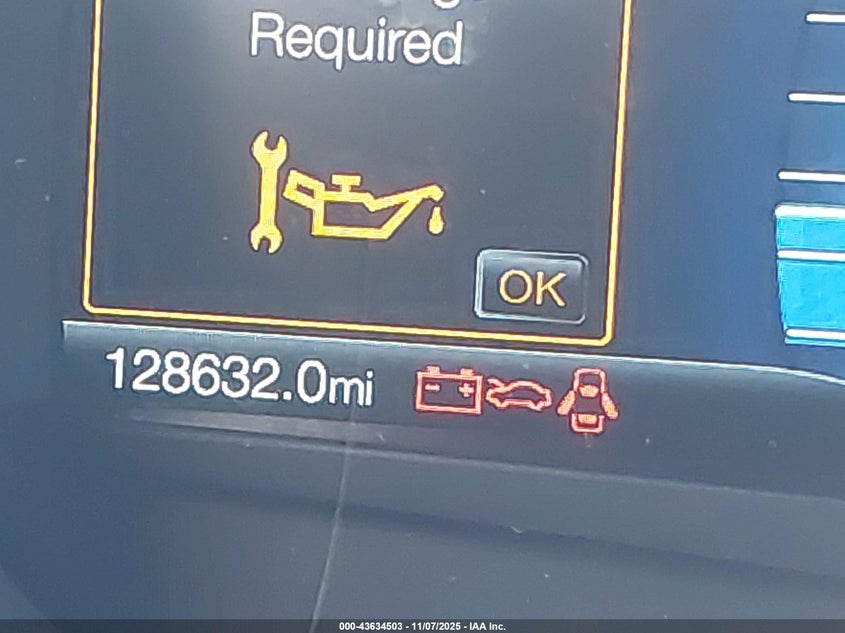 Required
OK
128632.0mi
000-43634503 - 11/07/2025 - IAA Inc.